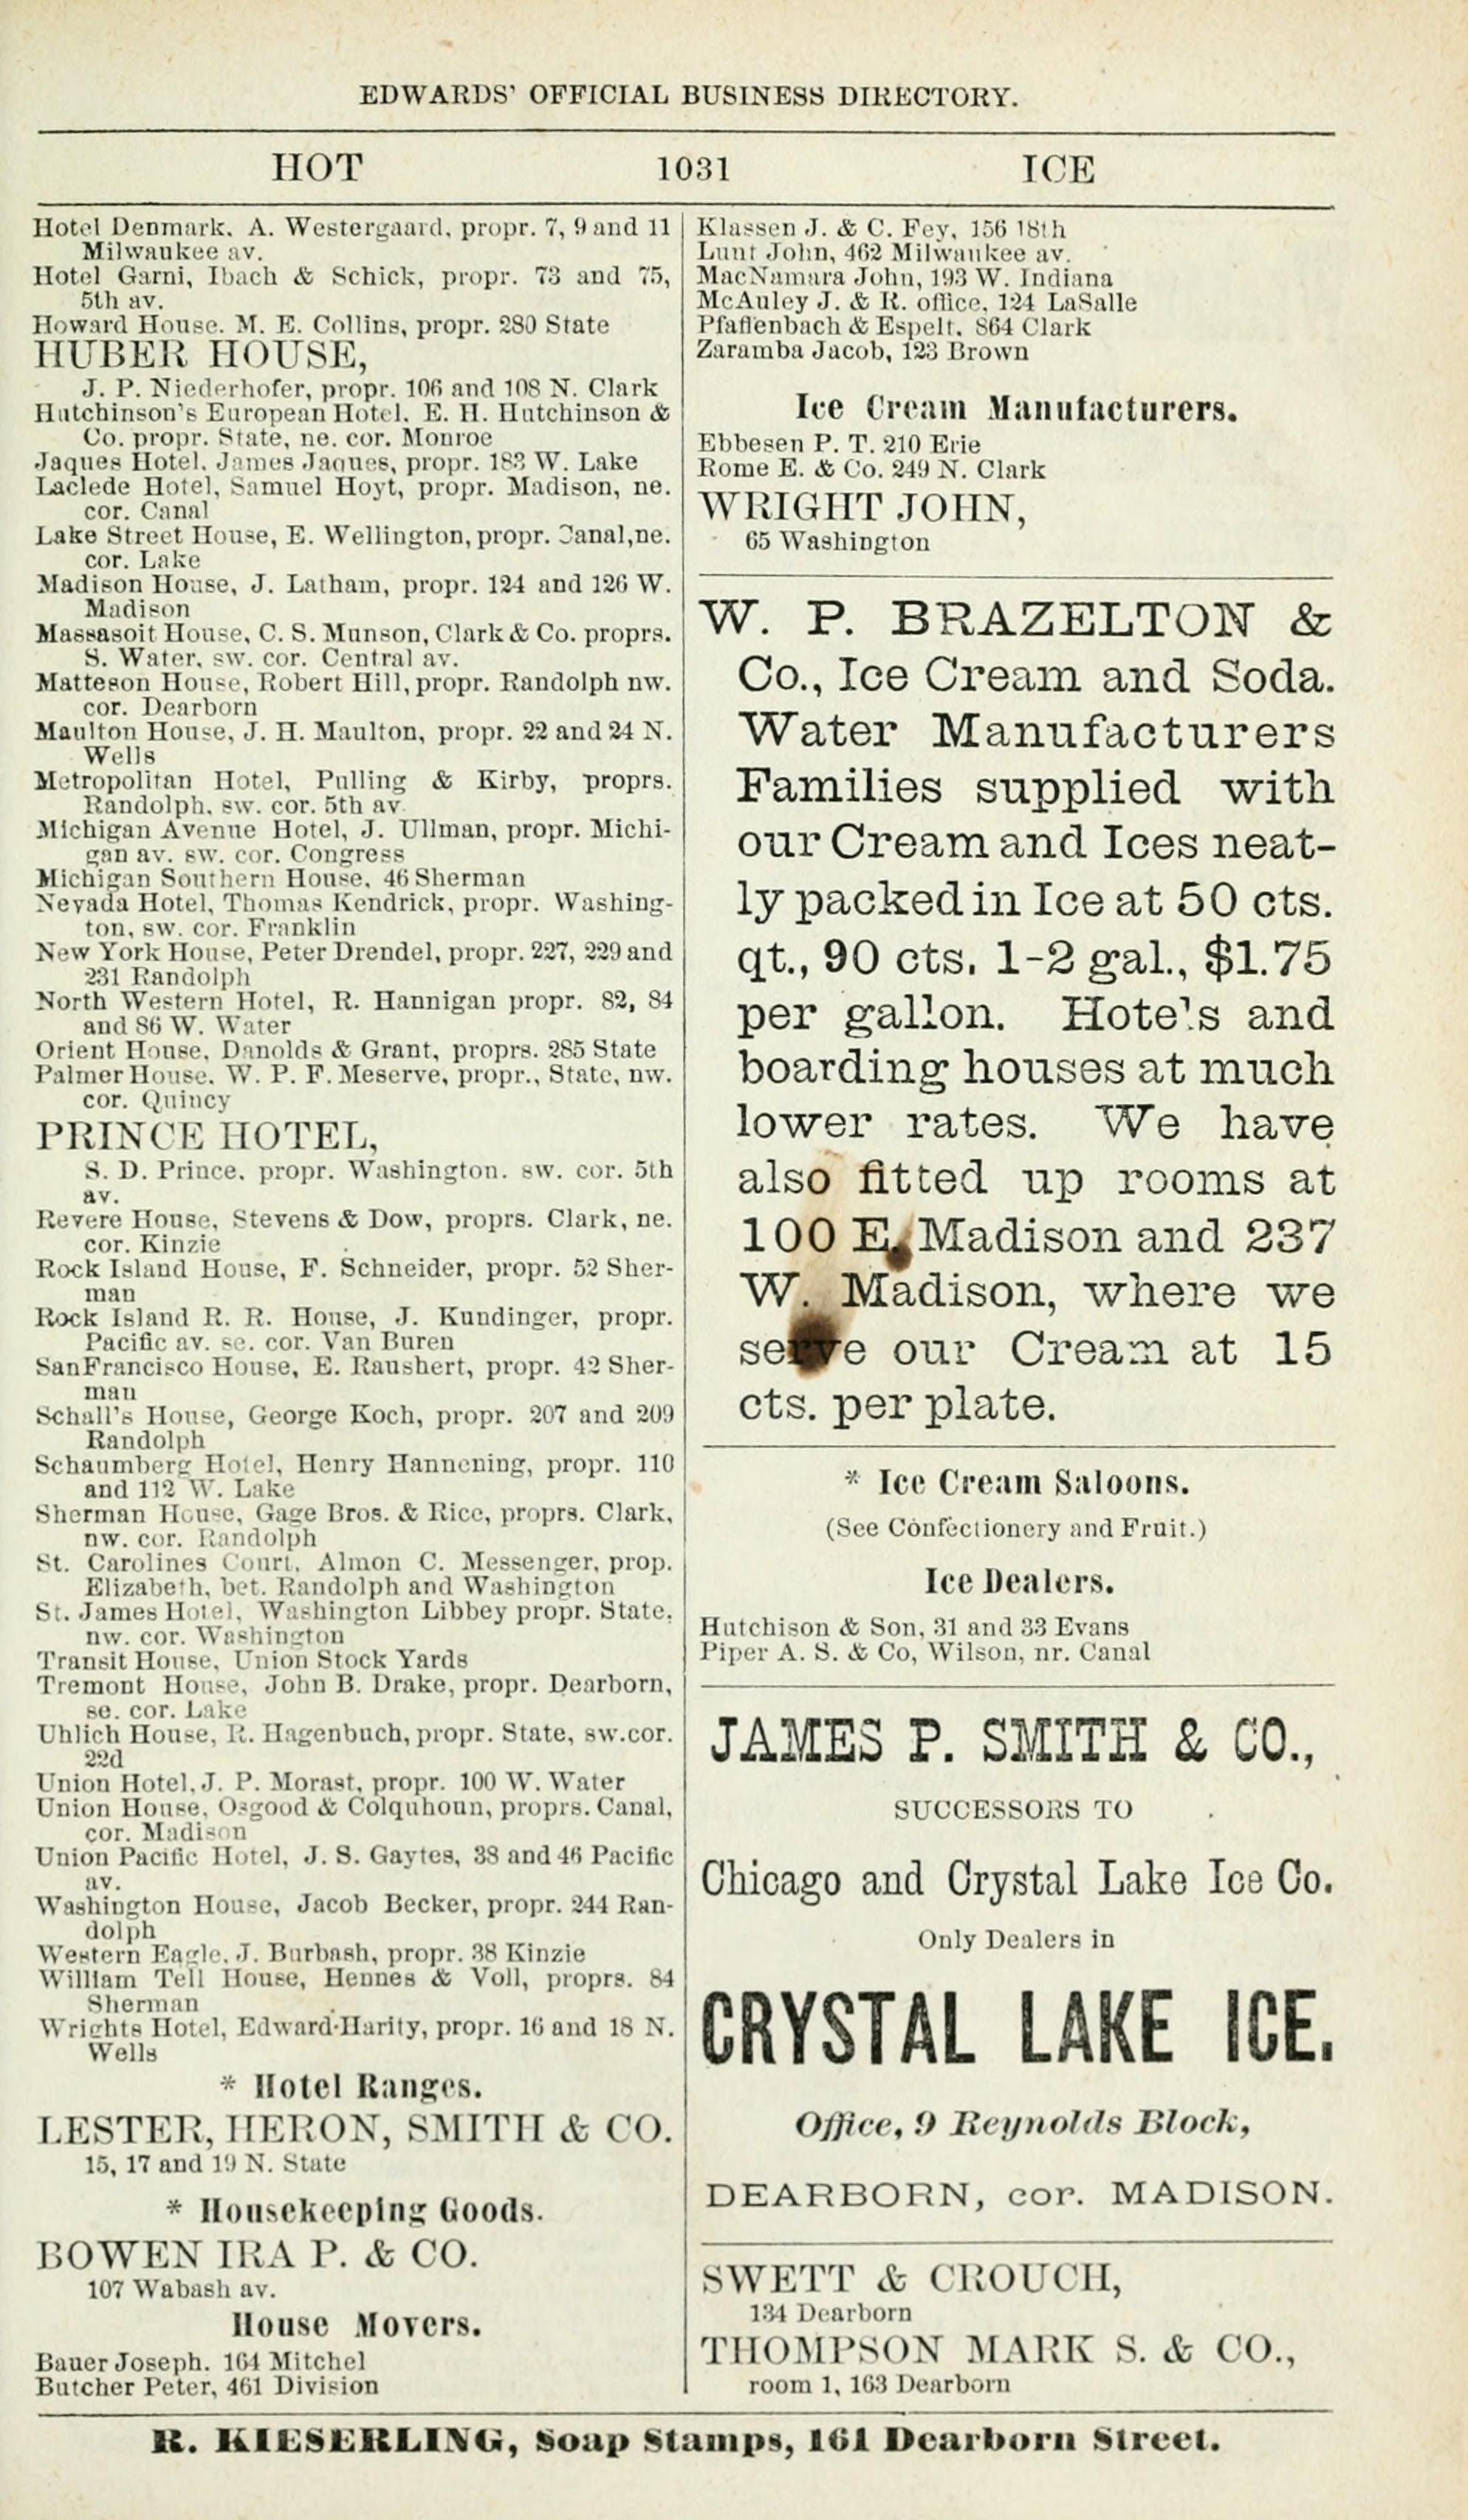 EDWARDS' OFFICIAL BUSINESS DIRECTORY.
HOT 1031 ICE
Hotel Denmark, A. Westergaard, propr. 7, 9 and 11
Milwaukee av.
Hotel Garni, Ibach & Schick, propr. 73 and 75,
5th av.
Howard House. M. E. Collins, propr. 280 State
HUBER HOUSE,
J. P. Niederhofer, propr. 106 and 108 N. Clark
Hutchinson's European Hotel. E. H. Hutchinson &
Co. propr. State, ne. cor. Monroe
Jaques Hotel. James Jaques, propr. 183 W. Lake
Laclede Hotel, Samuel Hoyt, propr. Madison, ne.
cor. Canal
Lake Street House, E. Wellington, propr. Canal, ne.
cor. Lake
Madison House, J. Latham, propr. 124 and 126 W.
Madison
Massasoit House, C. S. Munson, Clark & Co. proprs.
S. Water, sw. cor. Central av.
Matteson House, Robert Hill, propr. Randolph nw.
cor. Dearborn
Maulton House, J. H. Maulton, propr. 22 and 24 N.
Wells
Metropolitan Hotel, Pulling & Kirby, proprs.
Randolph, sw. cor. 5th av
Michigan Avenue Hotel, J. Ullman, propr. Michi-
gan av. sw. cor. Congress
Michigan Southern House, 46 Sherman
Nevada Hotel, Thomas Kendrick, propr. Washing-
ton, sw. cor. Franklin
New York House, Peter Drendel, propr. 227, 229 and
231 Randolph
North Western Hotel, R. Hannigan propr. 82, 84
and 86 W. Water
Orient House, Danolds & Grant, proprs. 285 State
Palmer House. W. P. F. Meserve, propr., State, nw.
cor. Quincy
PRINCE HOTEL,
S. D. Prince, propr. Washington. sw. cor. 5th
av.
Revere House, Stevens & Dow, proprs. Clark, ne.
cor. Kinzie
Rock Island House, F. Schneider, propr. 52 Sher-
man
Rock Island R. R. House, J. Kundinger, propr.
Pacific av. se. cor. Van Buren
SanFrancisco House, E. Raushert, propr. 42 Sher-
man
Schall's House, George Koch, propr. 207 and 209
Randolph
Schaumberg Hotel, Henry Hannening, propr. 110
and 112 W. Lake
Sherman House, Gage Bros. & Rice, proprs. Clark,
nw. cor. Randolph
St. Carolines Court, Almon C. Messenger, prop.
Elizabeth, bet. Randolph and Washington
St. James Hotel, Washington Libbey propr. State,
nw. cor. Washington
Transit House, Union Stock Yards
Tremont House, John B. Drake, propr. Dearborn,
se. cor. Lake
Uhlich House, R. Hagenbuch, propr. State, sw.cor.
22d
Union Hotel, J. P. Morast, propr. 100 W. Water
Union House, Osgood & Colquhoun, proprs. Canal,
cor. Madison
Union Pacific Hotel, J. S. Gaytes, 38 and 46 Pacific
av.
Washington House, Jacob Becker, propr. 244 Ran-
dolph
Western Eagle, J. Burbash, propr. 38 Kinzie
William Tell House, Hennes & Voll, proprs. 84
Sherman
Wrights Hotel, Edward Harity, propr. 16 and 18 N.
Wells
* Hotel Ranges.
LESTER, HERON, SMITH & CO.
15, 17 and 19 N. State
* Housekeeping Goods.
BOWEN IRA P. & CO.
107 Wabash av.
House Movers.
Bauer Joseph. 164 Mitchel
Butcher Peter, 461 Division
Klassen J. & C. Fey, 156 18th
Lunt John, 462 Milwaukee av.
MacNamara John, 193 W. Indiana
McAuley J. & R. office, 124 LaSalle
Pfaffenbach & Espelt. 864 Clark
Zaramba Jacob, 123 Brown
Ice Cream Manufacturers.
Ebbesen P. T. 210 Erie
Rome E. & Co. 249 N. Clark
WRIGHT JOHN,
65 Washington
W. P. BRAZELTON &
Co., Ice Cream and Soda.
Water Manufacturers
Families supplied with
our Cream and Ices neat-
ly packed in Ice at 50 cts.
qt., 90 cts. 1-2 gal., $1.75
per gallon. Hotels and
boarding houses at much
lower rates. We have
also fitted up rooms at
100 E. Madison and 237
W. Madison, where we
serve our Cream at 15
cts. per plate.
* Ice Cream Saloons.
(See Confectionery and Fruit.)
Ice Dealers.
Hutchison & Son, 31 and 33 Evans
Piper A. S. & Co, Wilson, nr. Canal
JAMES P. SMITH & CO.,
SUCCESSORS TO
Chicago and Crystal Lake Ice Co.
Only Dealers in
CRYSTAL LAKE ICE.
Office, 9 Reynolds Block,
DEARBORN, cor. MADISON.
SWETT & CROUCH,
134 Dearborn
THOMPSON MARK S. & CO.,
room 1, 163 Dearborn
R. KIESERLING, Soap Stamps, 161 Dearborn Street.